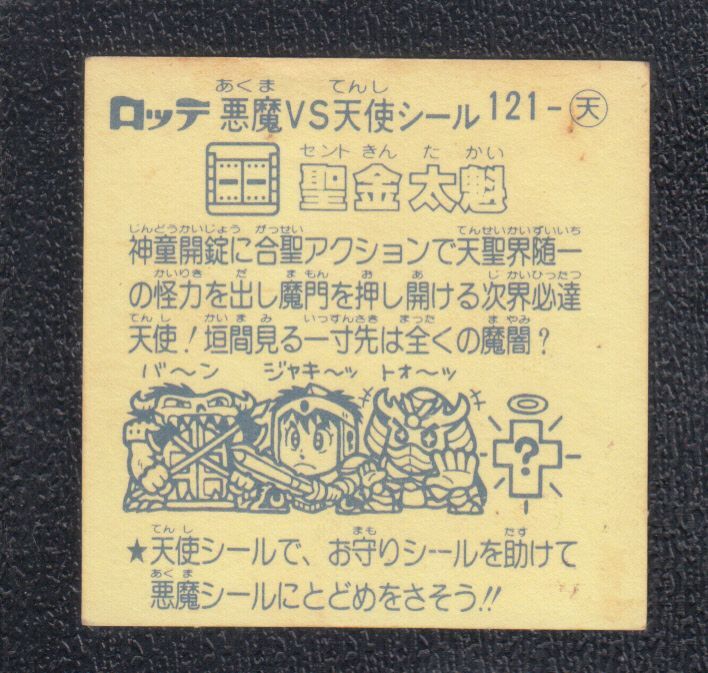 ロッテ 悪魔VS天使シール 121-天
あくま てんし
聖金太魁
セントきん た かい
神童開錠に合聖アクションで天聖界随一
じんどうかいじょう がっせい てんせいかいずいいち
の怪力を出し魔門を押し開ける次界必達
かいりき だ まもん お あ じかいひったつ
天使!垣間見る一寸先は全くの魔闇?
てんし かいまみ いっすんさき まった まやみ
バ〜ン ジャキ〜ッ トォ〜ッ
?
★天使シールで、お守りシールを助けて
てんし まも たす
悪魔シールにとどめをさそう!!
あくま